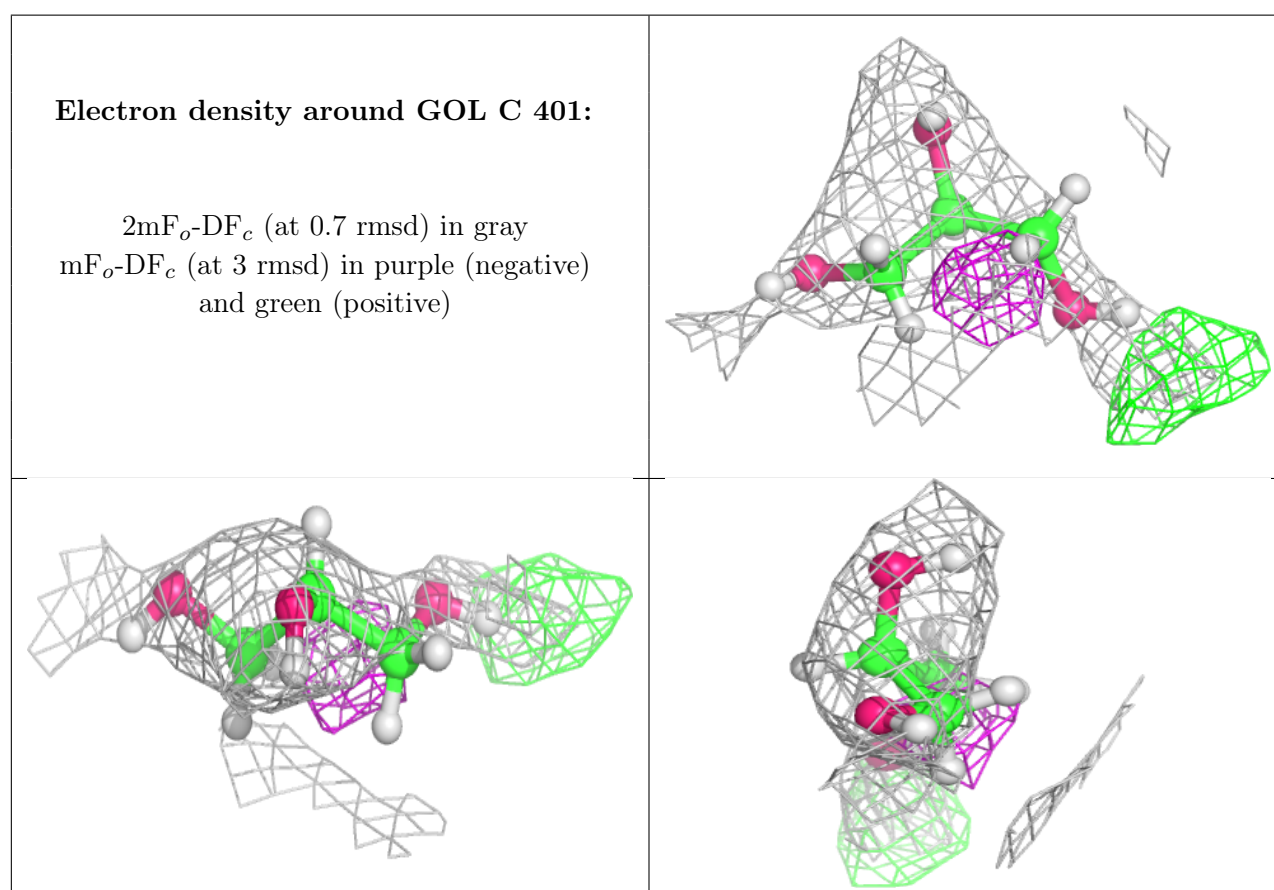 Electron density around GOL C 401:
2mFo-DFc (at 0.7 rmsd) in gray
mFo-DFc (at 3 rmsd) in purple (negative)
and green (positive)